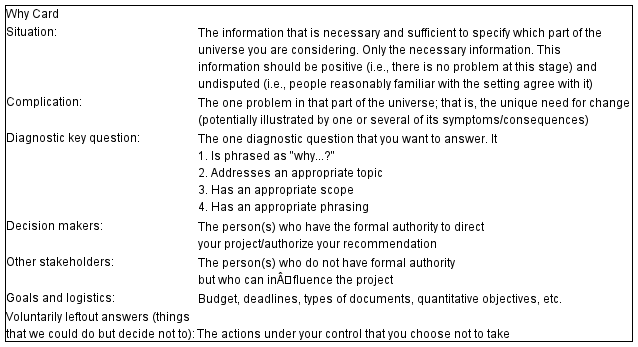 Why Card
Situation: The information that is necessary and sufficient to specify which part of the
universe you are considering. Only the necessary information. This
information should be positive (i.e., there is no problem at this stage) and
undisputed (i.e., people reasonably familiar with the setting agree with it)
Complication: The one problem in that part of the universe; that is, the unique need for change
(potentially illustrated by one or several of its symptoms/consequences)
Diagnostic key question: The one diagnostic question that you want to answer. It
1. Is phrased as "why...?"
2. Addresses an appropriate topic
3. Has an appropriate scope
4. Has an appropriate phrasing
Decision makers: The person(s) who have the formal authority to direct
your project/authorize your recommendation
Other stakeholders: The person(s) who do not have formal authority
but who can inÂ▯fluence the project
Goals and logistics: Budget, deadlines, types of documents, quantitative objectives, etc.
Voluntarily leftout answers (things
that we could do but decide not to): The actions under your control that you choose not to take